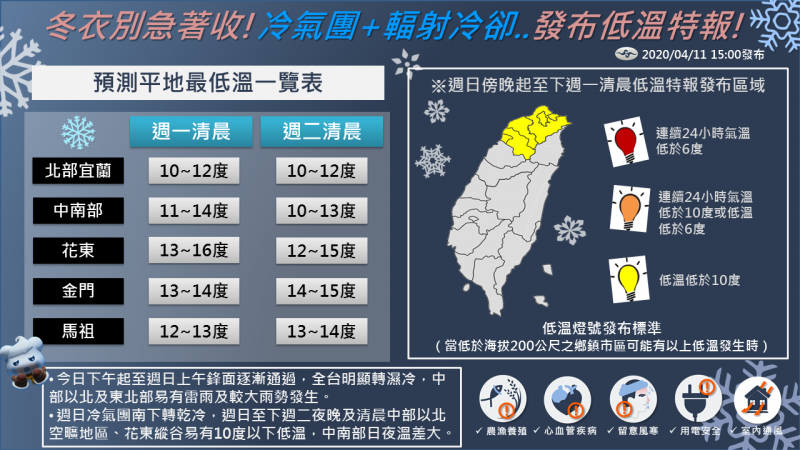 冬衣別急著收!冷氣團+輻射冷卻..發布低溫特報!
2020/04/11 15:00發布
預測平地最低溫一覽表
週一清晨 週二清晨
北部宜蘭 10~12度 10~12度
中南部 11~14度 10~13度
花東 13~16度 12~15度
金門 13~14度 14~15度
馬祖 12~13度 13~14度
※週日傍晚起至下週一清晨低溫特報發布區域
連續24小時氣溫
低於6度
連續24小時氣溫
低於10度或低溫
低於6度
低溫低於10度
低溫燈號發布標準
(當低於海拔200公尺之鄉鎮市區可能有以上低溫發生時)
•今日下午起至週日上午鋒面逐漸通過，全台明顯轉濕冷，中
部以北及東北部易有雷雨及較大雨勢發生。
•週日冷氣團南下轉乾冷，週日至下週二夜晚及清晨中部以北
空曠地區、花東縱谷易有10度以下低溫，中南部日夜溫差大。
✓農漁養殖 ✓心血管疾病 ✓留意風寒 ✓用電安全 ✓室內通風